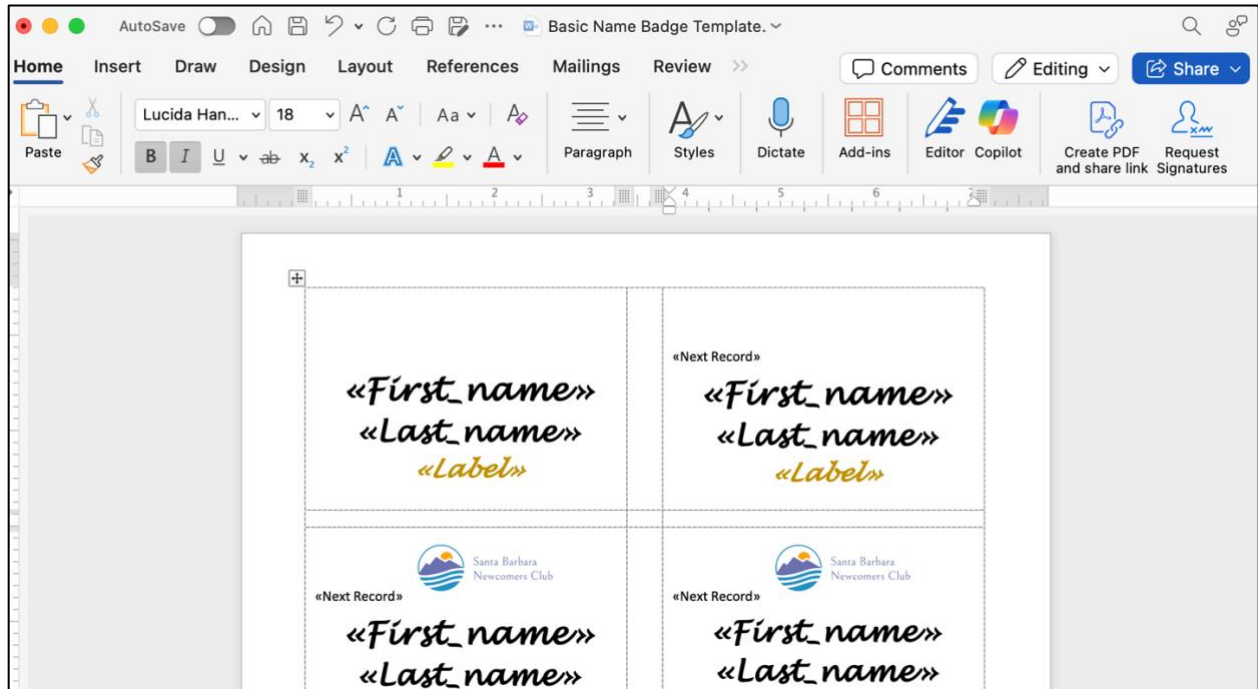 AutoSave Basic Name Badge Template.
Home Insert Draw Design Layout References Mailings Review Comments Editing Share
Lucida Han... 18 A A Aa A
Paste B I U ab x₂ x² A A Paragraph Styles Dictate Add-ins Editor Copilot Create PDF and share link Request Signatures
1 2 3 4 5 6 7
«Next Record»
«First_name» «First_name»
«Last_name» «Last_name»
«Label» «Label»
Santa Barbara Santa Barbara
Newcomers Club Newcomers Club
«Next Record» «Next Record»
«First_name» «First_name»
«Last_name» «Last_name»